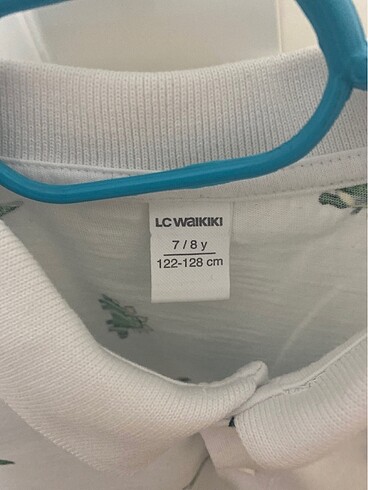 LC WAIKIKI
7 / 8 y
122-128 cm